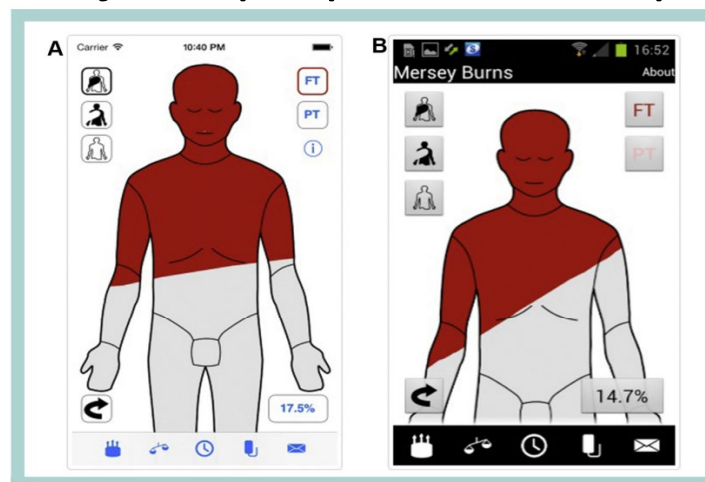 A
Carrier
10:40 PM
FT
PT
i
17.5%
B
16:52
Mersey Burns
About
FT
PT
14.7%